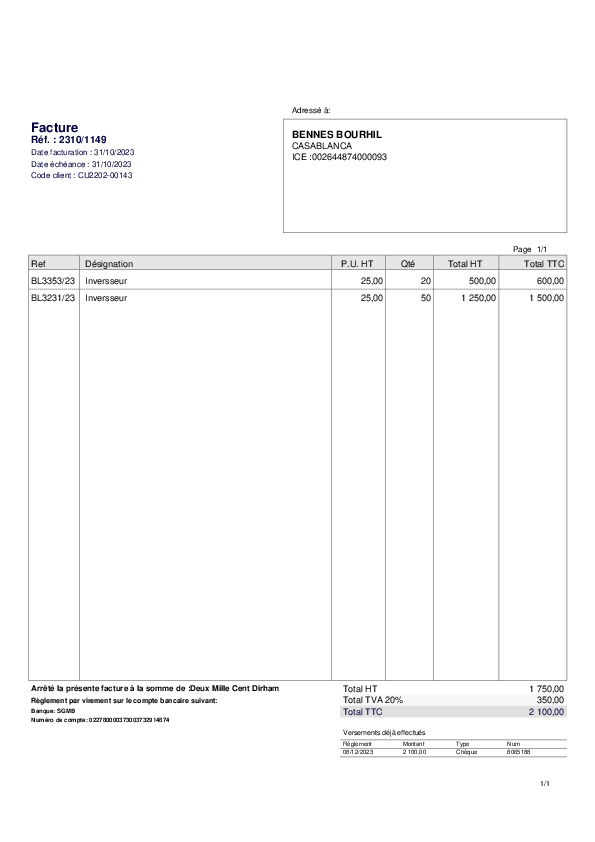 Adressé à:
Facture
Réf. : 2310/1149
Date facturation : 31/10/2023
Date échéance : 31/10/2023
Code client : CU2202-00143
BENNES BOURHIL
CASABLANCA
ICE :002644874000093
Page 1/1
Ref Désignation P.U. HT Qté Total HT Total TTC
BL3353/23 Inversseur 25,00 20 500,00 600,00
BL3231/23 Inversseur 25,00 50 1 250,00 1 500,00
Arrêté la présente facture à la somme de :Deux Mille Cent Dirham
Règlement par virement sur le compte bancaire suivant:
Banque: SGMB
Numéro de compte: 0227800037300373291 4874
Total HT 1 750,00
Total TVA 20% 350,00
Total TTC 2 100,00
Versements déjà effectués
Règlement Montant Type Num
08/12/2023 2 100,00 Chèque 8065188
1/1